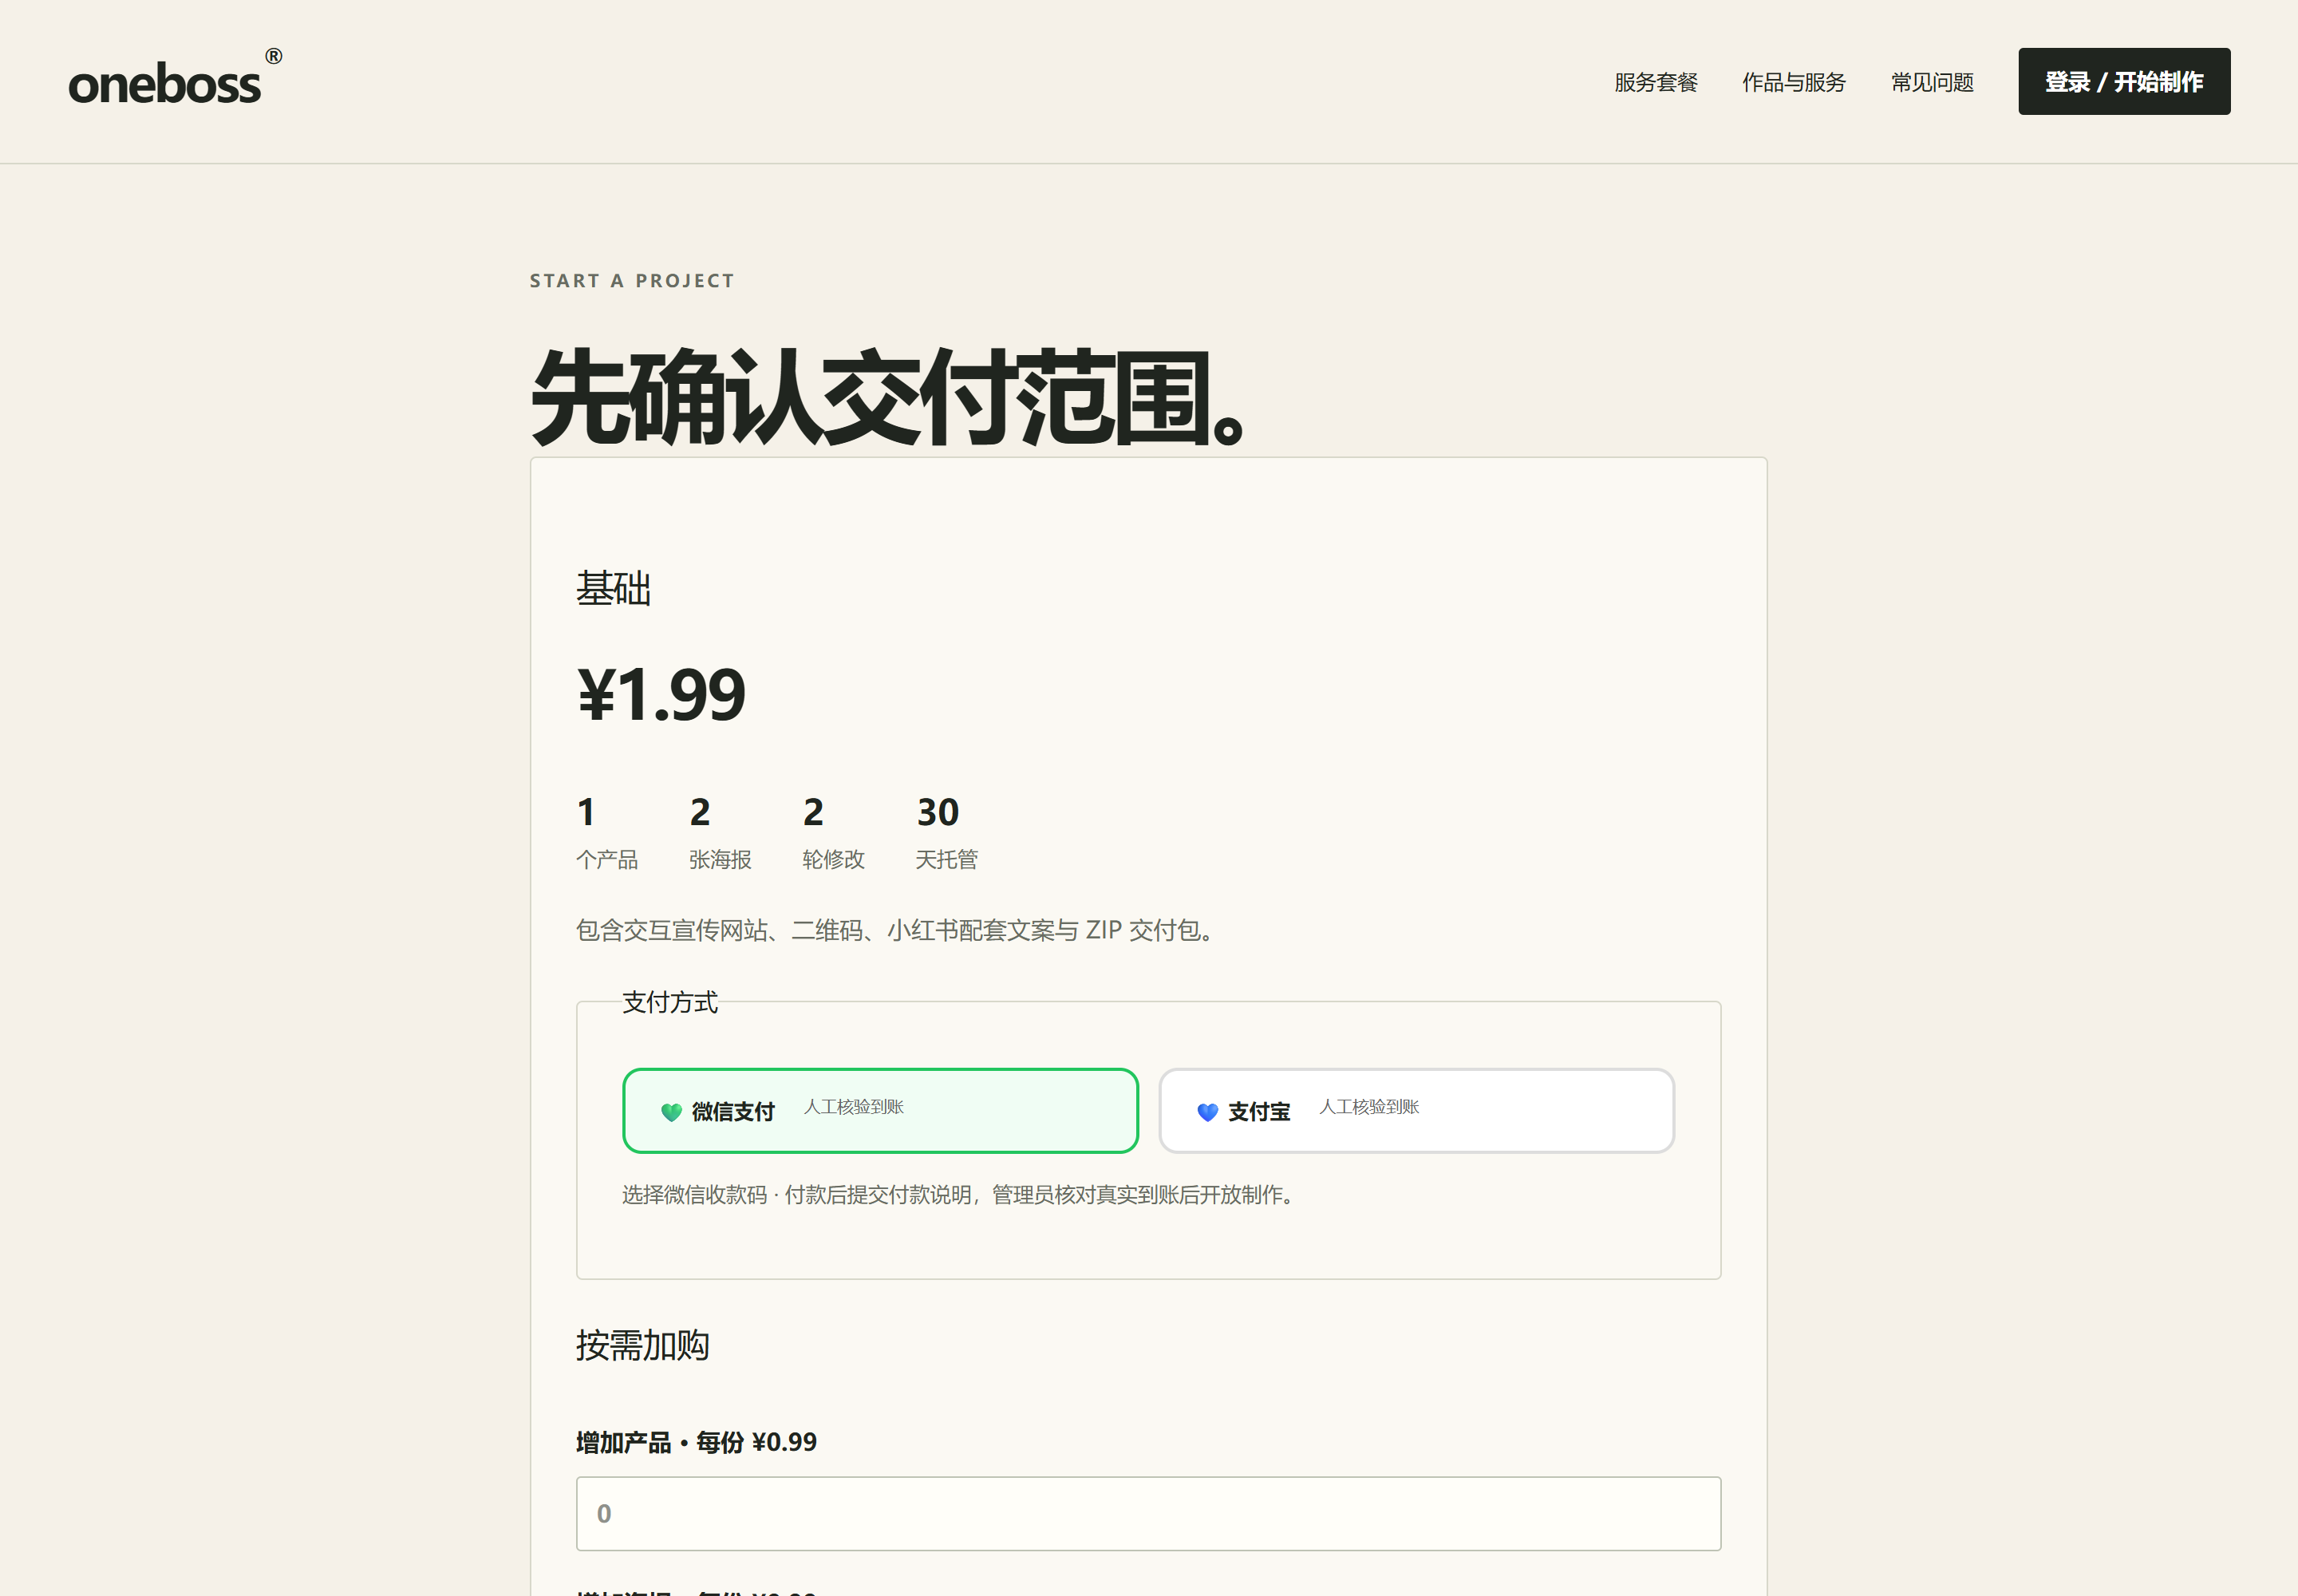 oneboss®
服务套餐 作品与服务 常见问题 登录 / 开始制作
START A PROJECT
先确认交付范围。
基础
¥1.99
1 2 2 30
个产品 张海报 轮修改 天托管
包含交互宣传网站、二维码、小红书配套文案与 ZIP 交付包。
支付方式
💚 微信支付 人工核验到账 💙 支付宝 人工核验到账
选择微信收款码 · 付款后提交付款说明，管理员核对真实到账后开放制作。
按需加购
增加产品 · 每份 ¥0.99
0